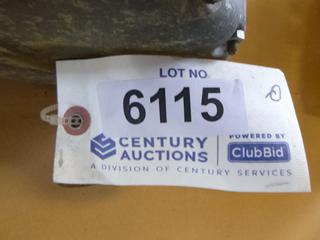 LOT NO
6115
CENTURY
AUCTIONS
POWERED BY
ClubBid
A DIVISION OF CENTURY SERVICES